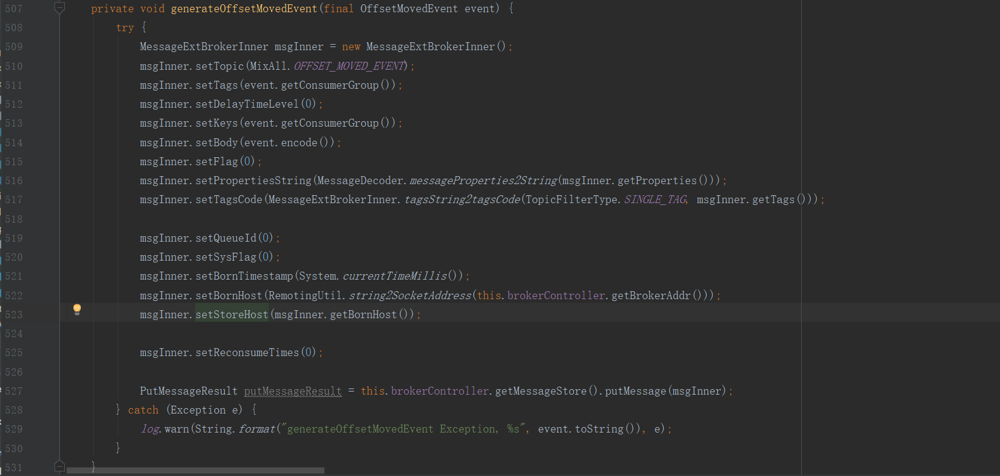 507 private void generateOffsetMovedEvent(final OffsetMovedEvent event) {
508 try {
509 MessageExtBrokerInner msgInner = new MessageExtBrokerInner();
510 msgInner.setTopic(MixAll.OFFSET_MOVED_EVENT);
511 msgInner.setTags(event.getConsumerGroup());
512 msgInner.setDelayTimeLevel(0);
513 msgInner.setKeys(event.getConsumerGroup());
514 msgInner.setBody(event.encode());
515 msgInner.setFlag(0);
516 msgInner.setPropertiesString(MessageDecoder.messageProperties2String(msgInner.getProperties()));
517 msgInner.setTagsCode(MessageExtBrokerInner.tagsString2tagsCode(TopicFilterType.SINGLE_TAG, msgInner.getTags()));
518
519 msgInner.setQueueId(0);
520 msgInner.setSysFlag(0);
521 msgInner.setBornTimestamp(System.currentTimeMillis());
522 msgInner.setBornHost(RemotingUtil.string2SocketAddress(this.brokerController.getBrokerAddr()));
523 msgInner.setStoreHost(msgInner.getBornHost());
524
525 msgInner.setReconsumeTimes(0);
526
527 PutMessageResult putMessageResult = this.brokerController.getMessageStore().putMessage(msgInner);
528 } catch (Exception e) {
529 log.warn(String.format("generateOffsetMovedEvent Exception, %s", event.toString()), e);
530 }
531 }